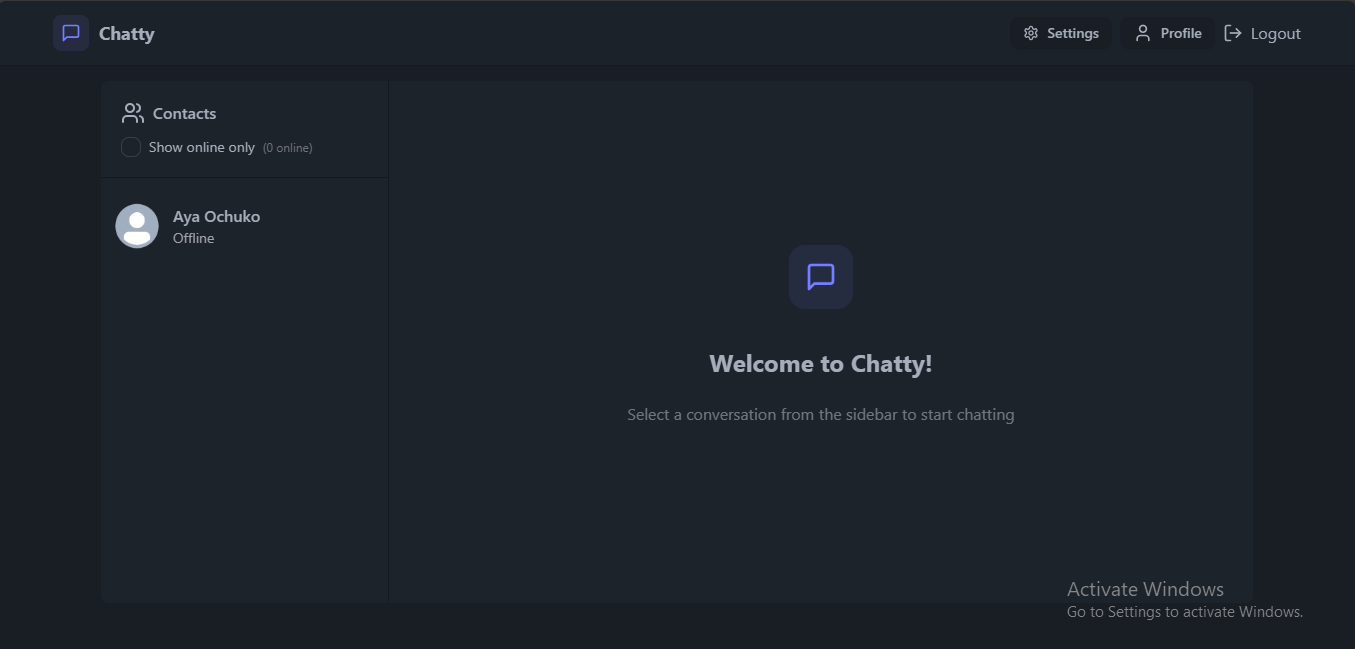 Chatty
Settings
Profile
Logout
Contacts
Show online only (0 online)
Aya Ochuko
Offline
Welcome to Chatty!
Select a conversation from the sidebar to start chatting
Activate Windows
Go to Settings to activate Windows.